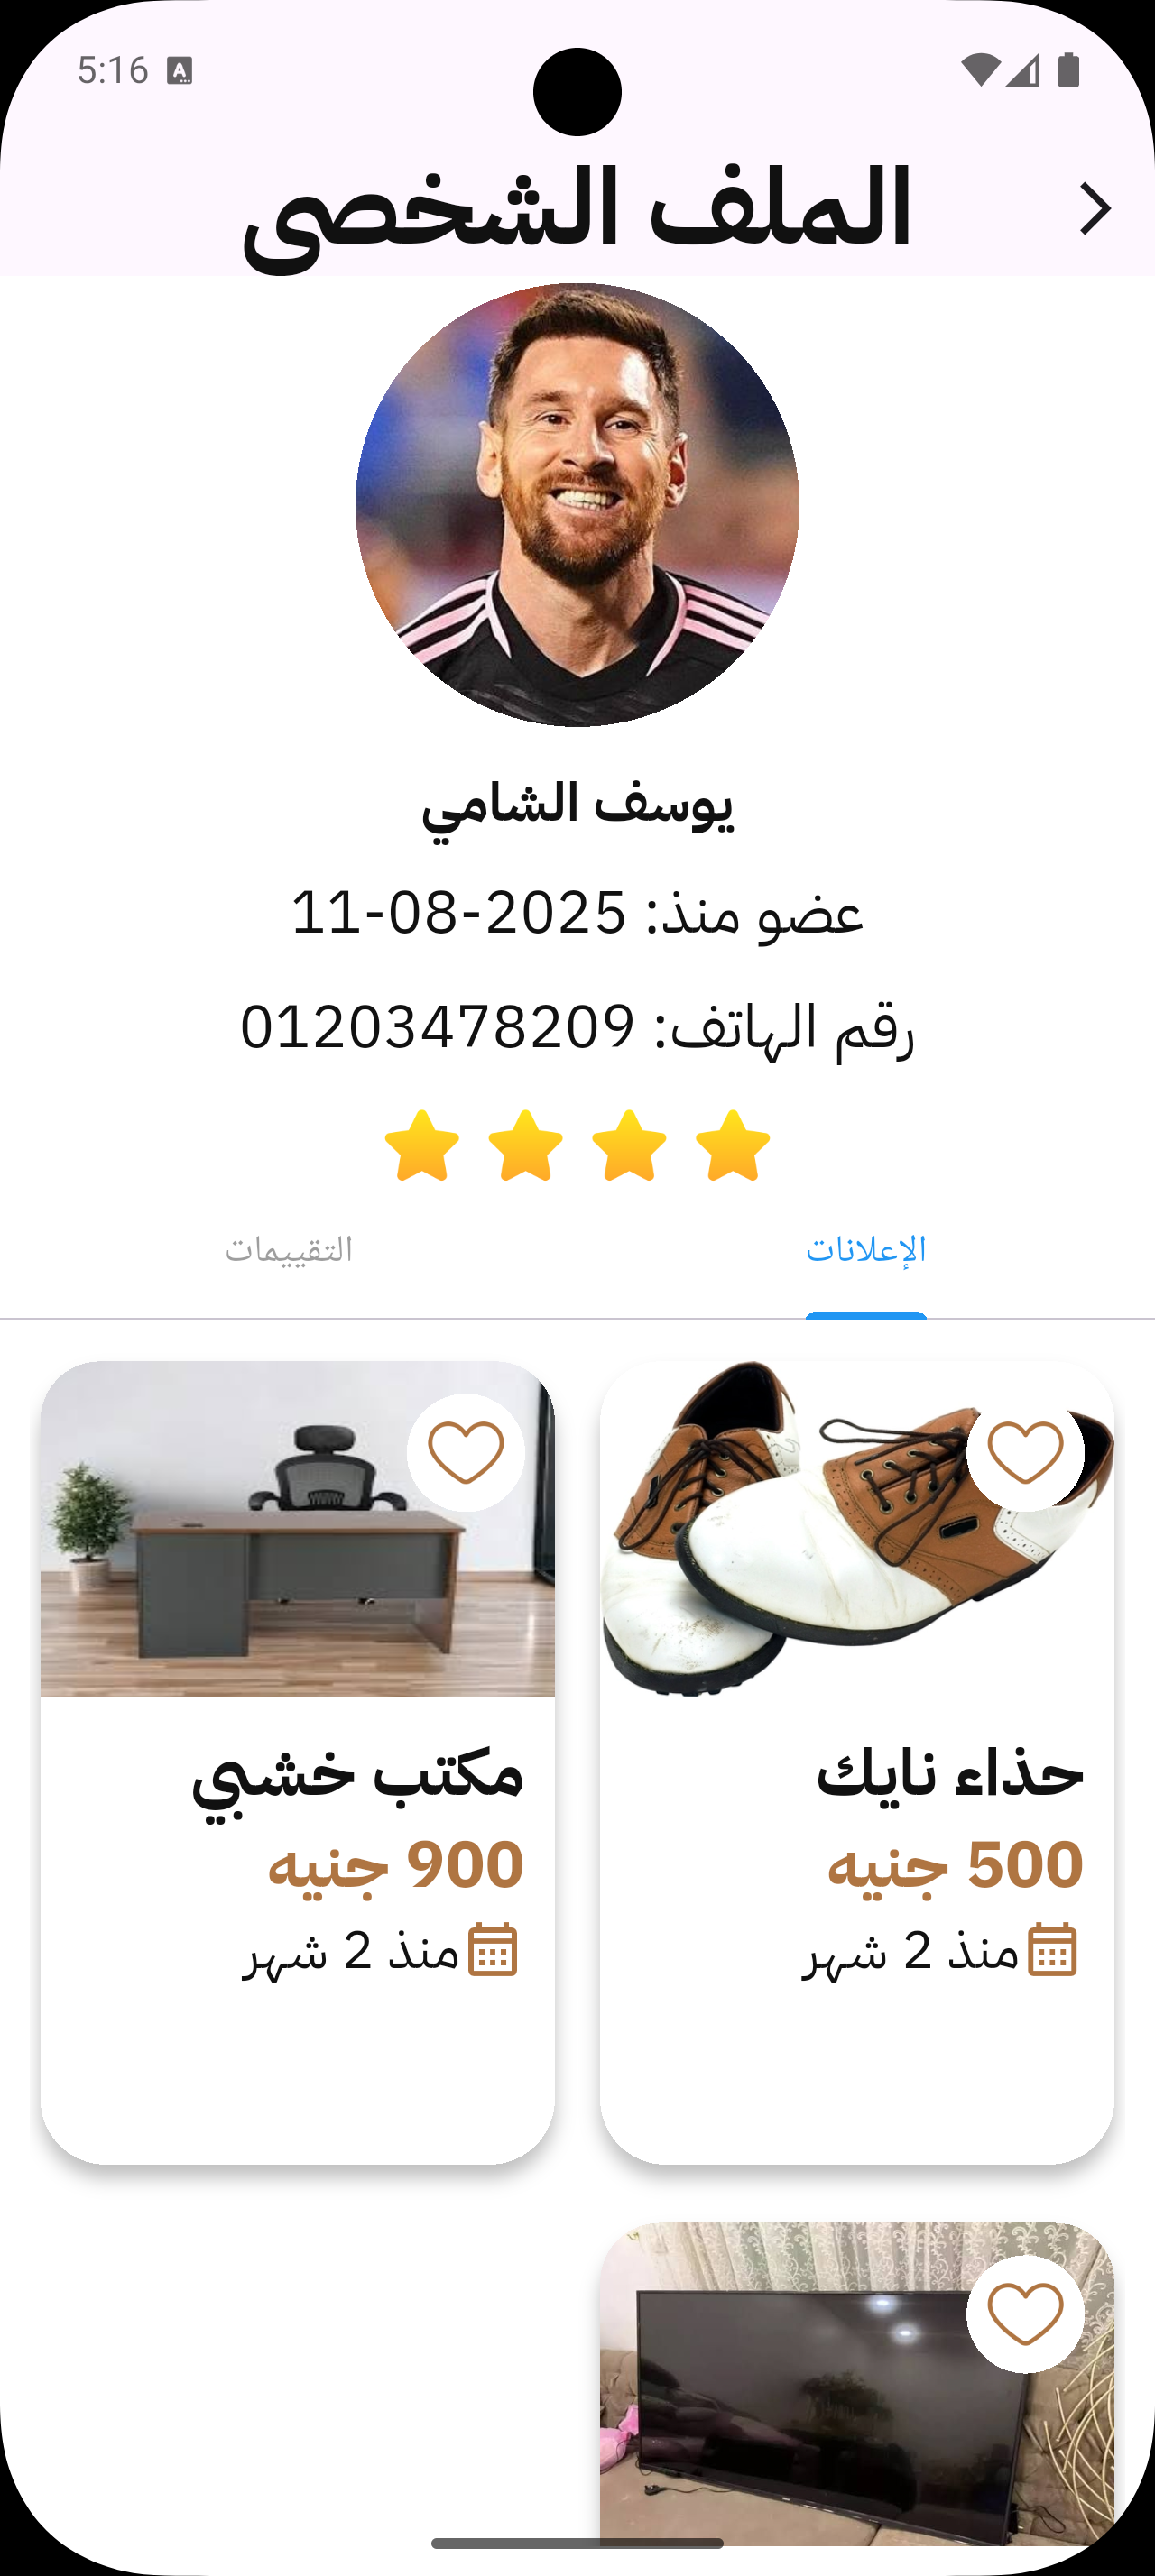 5:16
الملف الشخصى
يوسف الشامي
عضو منذ: 2025-08-11
رقم الهاتف: 01203478209
الإعلانات
التقييمات
حذاء نايك
500 جنيه
منذ 2 شهر
مكتب خشبي
900 جنيه
منذ 2 شهر